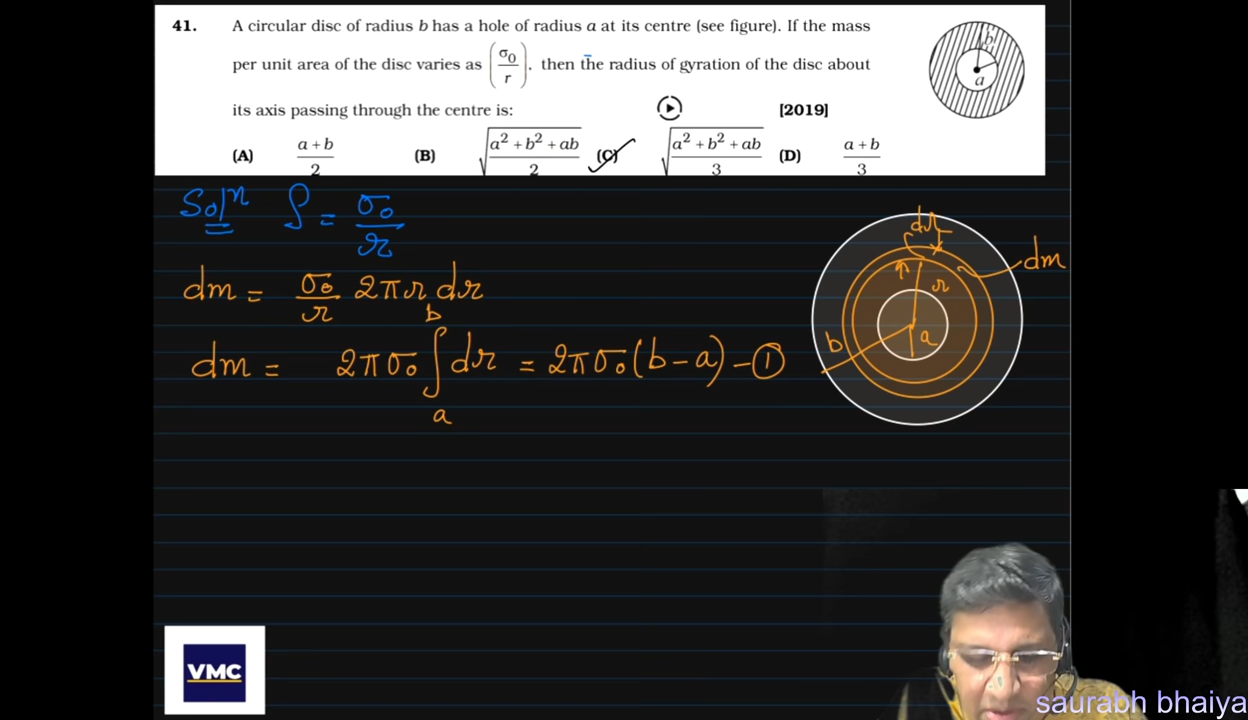 41. A circular disc of radius b has a hole of radius a at its centre (see figure). If the mass
per unit area of the disc varies as (σ₀/r), then the radius of gyration of the disc about
its axis passing through the centre is: [2019]
(A) (a + b)/2 (B) √((a² + b² + ab)/2) (C) √((a² + b² + ab)/3) (D) (a + b)/3
b
a
Solⁿ ρ = σ₀/r
dm = σ₀/r 2πr dr
dm = 2πσ₀ ∫ₐᵇ dr = 2πσ₀(b − a) − ①
dr
dm
r
b
a
VMC
saurabh bhaiya